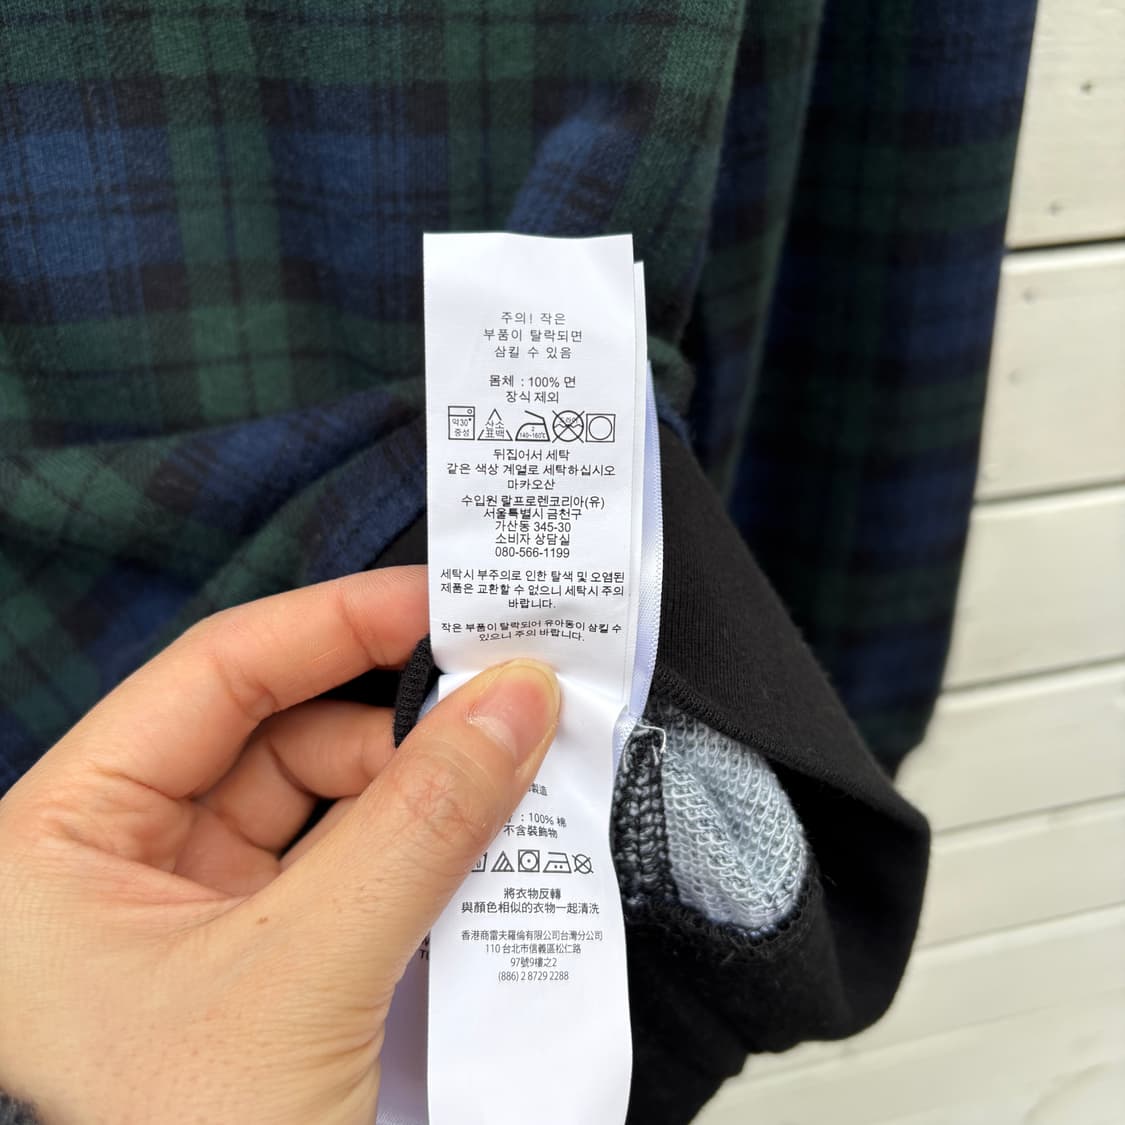 주의! 작은
부품이 탈락되면
삼킬 수 있음
몸체 : 100% 면
장식 제외
약30°
중성
산소
표백
2
140~160℃
뒤집어서 세탁
같은 색상 계열로 세탁하십시오
마카오산
수입원 랄프로렌코리아(유)
서울특별시 금천구
가산동 345-30
소비자 상담실
080-566-1199
세탁시 부주의로 인한 탈색 및 오염된
제품은 교환할 수 없으니 세탁시 주의
바랍니다.
작은 부품이 탈락되어 유아동이 삼킬 수
있으니 주의 바랍니다.
製造
: 100% 棉
不含裝飾物
將衣物反轉
與顏色相似的衣物一起清洗
香港商雷夫羅倫有限公司台灣分公司
110 台北市信義區松仁路
97號9樓之2
(886) 2 8729 2288